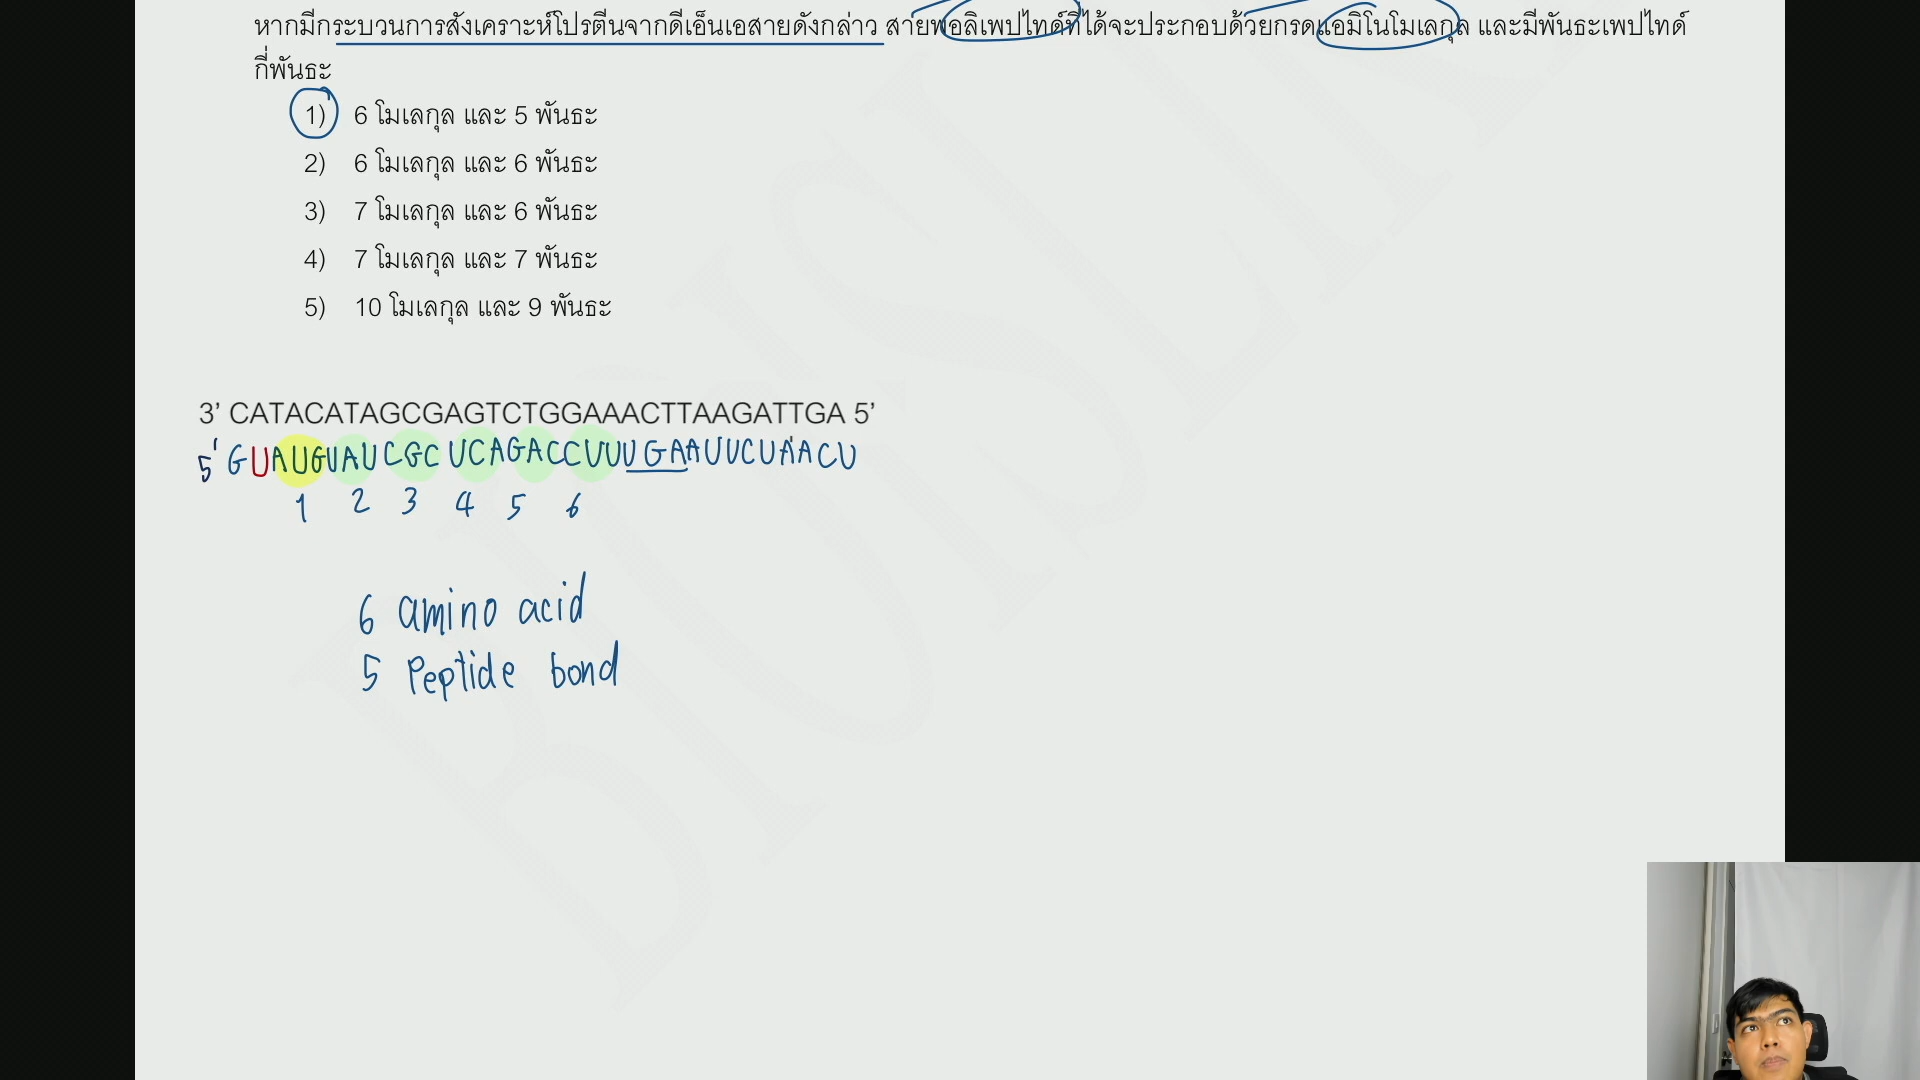 หากมีกระบวนการสังเคราะห์โปรตีนจากดีเอ็นเอสายดังกล่าว สายพอลิเพปไทด์ที่ได้จะประกอบด้วยกรดแอมิโนโมเลกุล และมีพันธะเพปไทด์
กี่พันธะ
1) 6 โมเลกุล และ 5 พันธะ
2) 6 โมเลกุล และ 6 พันธะ
3) 7 โมเลกุล และ 6 พันธะ
4) 7 โมเลกุล และ 7 พันธะ
5) 10 โมเลกุล และ 9 พันธะ
3’ CATACATAGCGAGTCTGGAAACTTAAGATTGA 5’
5' GUAUGUAUCGCUCAGACCUUUGAAUUCUAACU
1 2 3 4 5 6
6 amino acid
5 Peptide bond